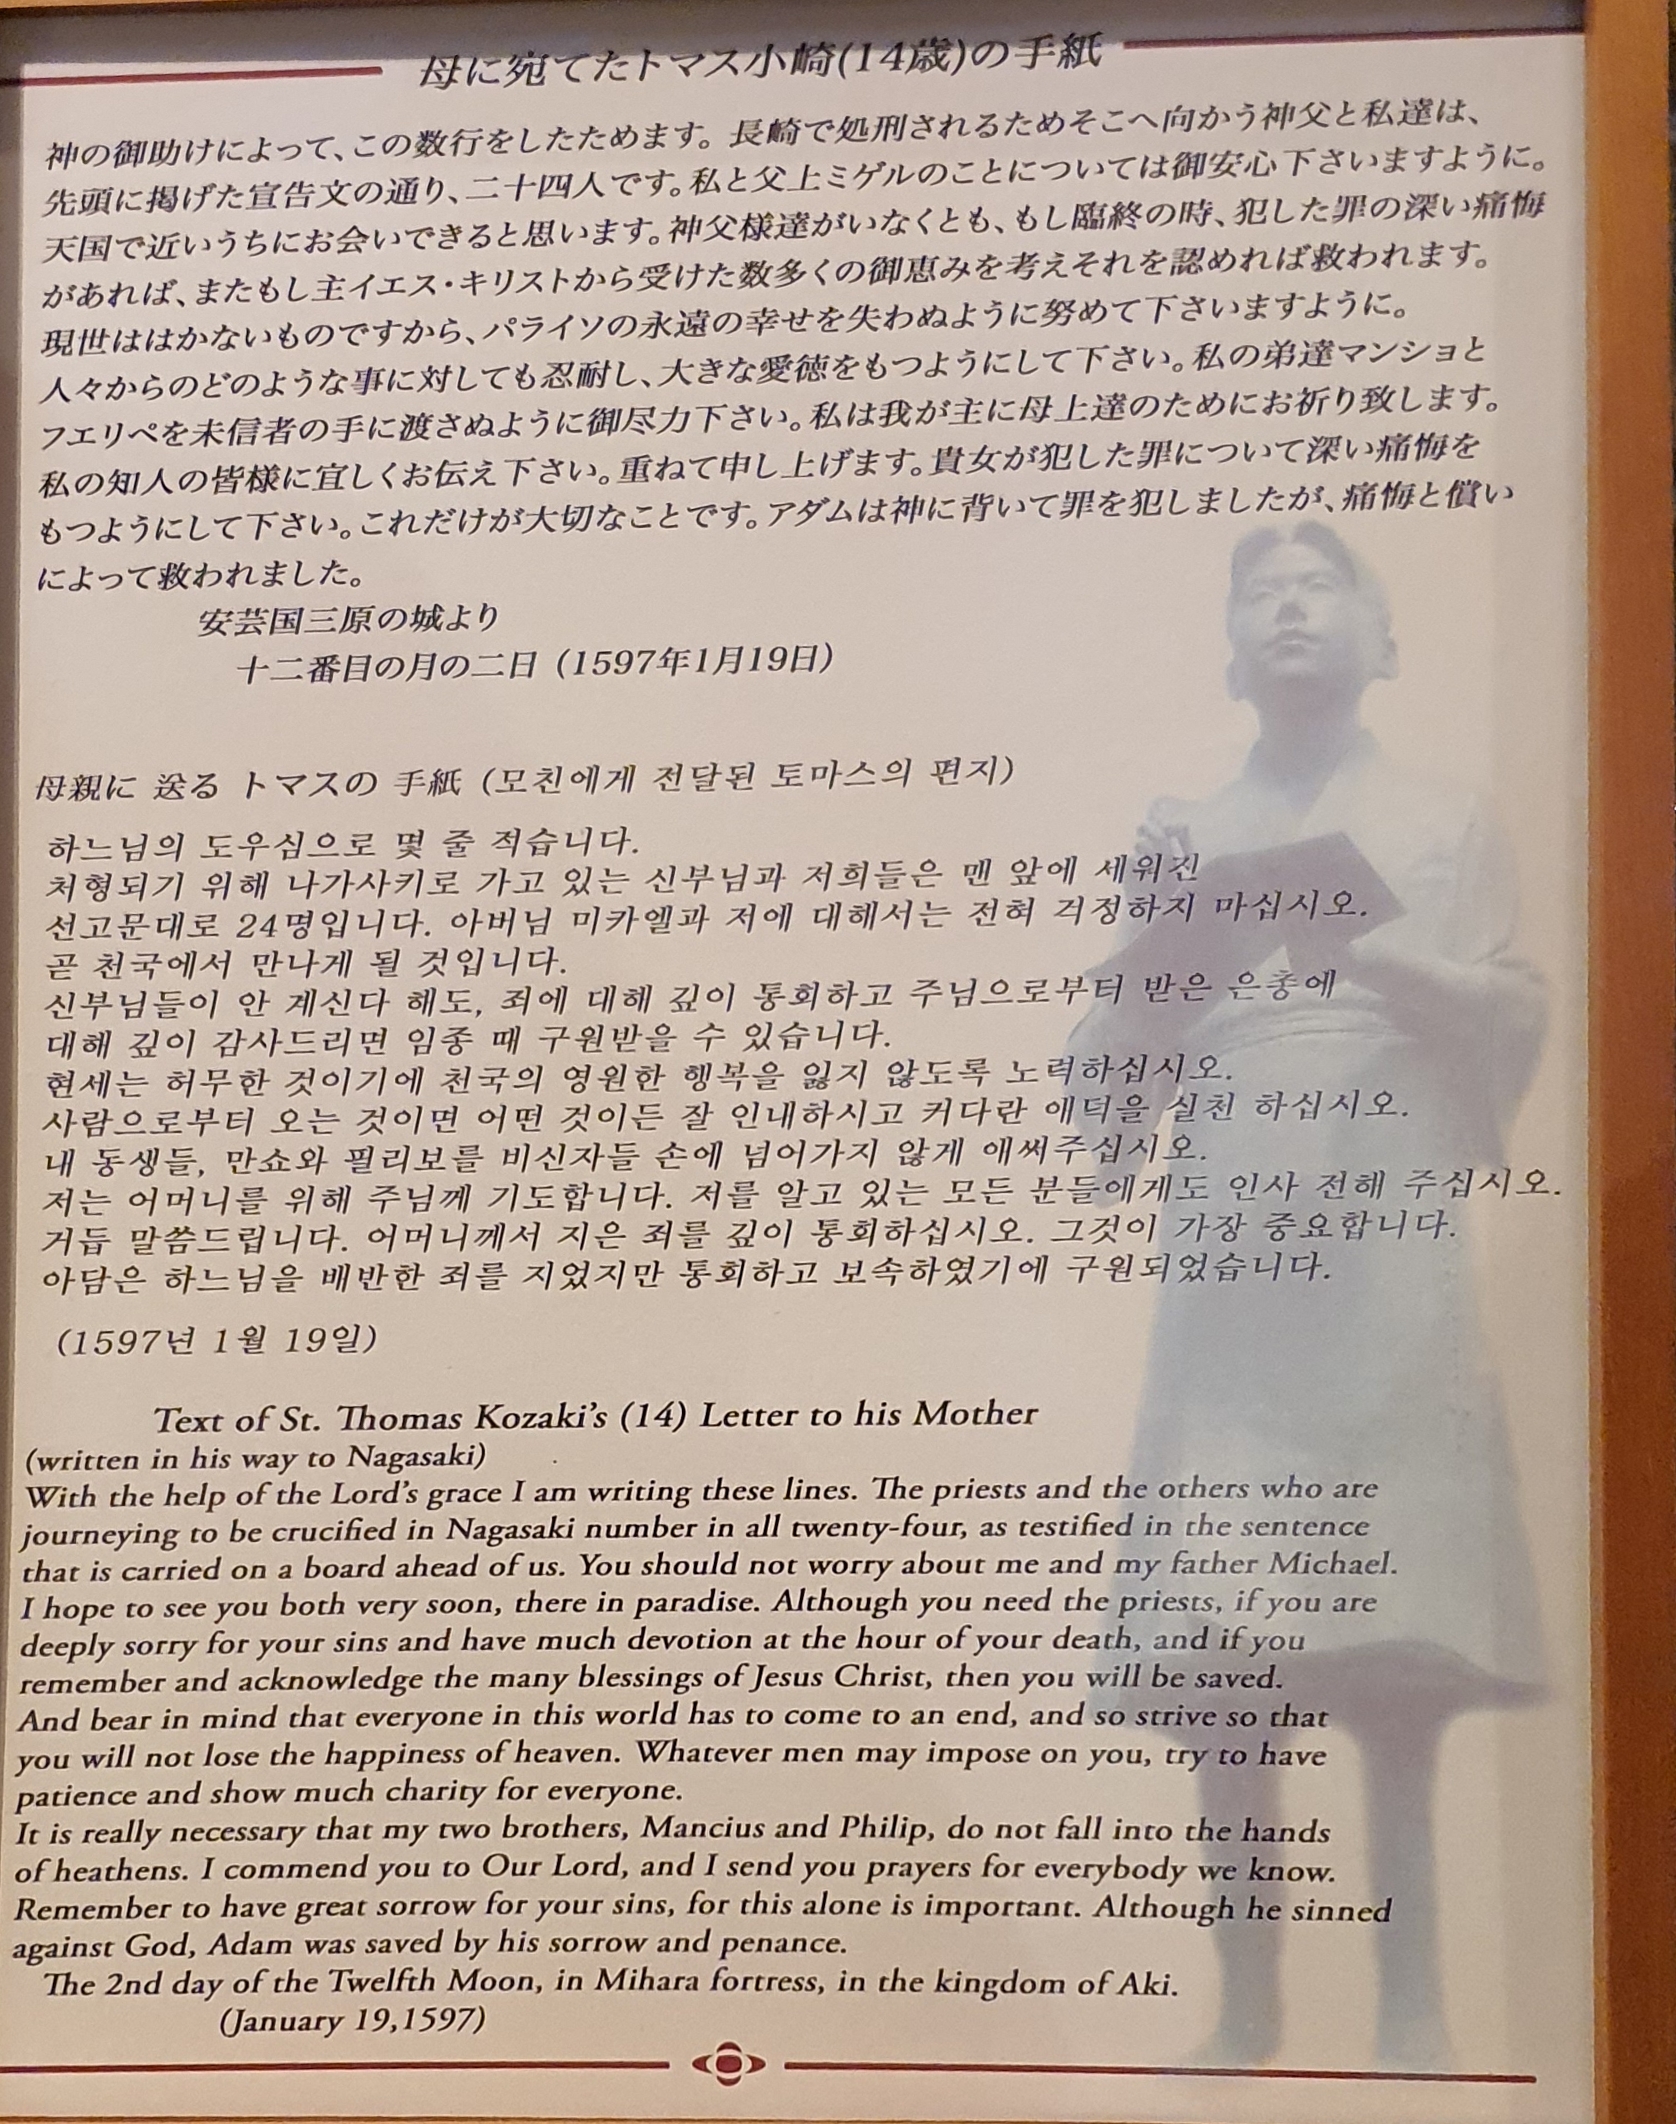 母に宛てたトマス小崎(14歳)の手紙
神の御助けによって、この数行をしたためます。長崎で処刑されるためそこへ向かう神父と私達は、
先頭に掲げた宣告文の通り、二十四人です。私と父上ミゲルのことについては御安心下さいますように。
天国で近いうちにお会いできると思います。神父様達がいなくとも、もし臨終の時、犯した罪の深い痛悔
があれば、またもし主イエス・キリストから受けた数多くの御恵みを考えそれを認めれば救われます。
現世ははかないものですから、パライソの永遠の幸せを失わぬように努めて下さいますように。
人々からのどのような事に対しても忍耐し、大きな愛徳をもつようにして下さい。私の弟達マンショと
フエリペを未信者の手に渡さぬように御尽力下さい。私は我が主に母上達のためにお祈り致します。
私の知人の皆様に宜しくお伝え下さい。重ねて申し上げます。貴女が犯した罪について深い痛悔を
もつようにして下さい。これだけが大切なことです。アダムは神に背いて罪を犯しましたが、痛悔と償い
によって救われました。
安芸国三原の城より
十二番目の月の二日 (1597年1月19日)
母親に 送る トマスの 手紙 (모친에게 전달된 토마스의 편지)
하느님의 도우심으로 몇 줄 적습니다.
처형되기 위해 나가사키로 가고 있는 신부님과 저희들은 맨 앞에 세워진
선고문대로 24명입니다. 아버님 미카엘과 저에 대해서는 전혀 걱정하지 마십시오.
곧 천국에서 만나게 될 것입니다.
신부님들이 안 계신다 해도, 죄에 대해 깊이 통회하고 주님으로부터 받은 은총에
대해 깊이 감사드리면 임종 때 구원받을 수 있습니다.
현세는 허무한 것이기에 천국의 영원한 행복을 잃지 않도록 노력하십시오.
사람으로부터 오는 것이면 어떤 것이든 잘 인내하시고 커다란 애덕을 실천 하십시오.
내 동생들, 만쇼와 필리보를 비신자들 손에 넘어가지 않게 애써주십시오.
저는 어머니를 위해 주님께 기도합니다. 저를 알고 있는 모든 분들에게도 인사 전해 주십시오.
거듭 말씀드립니다. 어머니께서 지은 죄를 깊이 통회하십시오. 그것이 가장 중요합니다.
아담은 하느님을 배반한 죄를 지었지만 통회하고 보속하였기에 구원되었습니다.
(1597년 1월 19일)
Text of St. Thomas Kozaki's (14) Letter to his Mother
(written in his way to Nagasaki)
With the help of the Lord's grace I am writing these lines. The priests and the others who are
journeying to be crucified in Nagasaki number in all twenty-four, as testified in the sentence
that is carried on a board ahead of us. You should not worry about me and my father Michael.
I hope to see you both very soon, there in paradise. Although you need the priests, if you are
deeply sorry for your sins and have much devotion at the hour of your death, and if you
remember and acknowledge the many blessings of Jesus Christ, then you will be saved.
And bear in mind that everyone in this world has to come to an end, and so strive so that
you will not lose the happiness of heaven. Whatever men may impose on you, try to have
patience and show much charity for everyone.
It is really necessary that my two brothers, Mancius and Philip, do not fall into the hands
of heathens. I commend you to Our Lord, and I send you prayers for everybody we know.
Remember to have great sorrow for your sins, for this alone is important. Although he sinned
against God, Adam was saved by his sorrow and penance.
The 2nd day of the Twelfth Moon, in Mihara fortress, in the kingdom of Aki.
(January 19,1597)